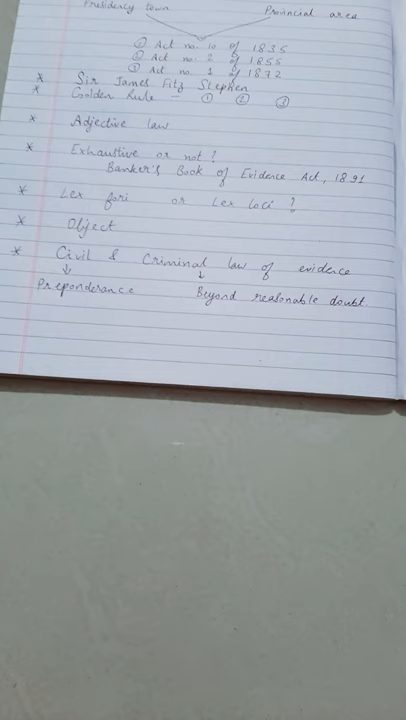 Presidency town Provincial area
① Act no. 10 of 1835
② Act no. 2 of 1855
③ Act no. 1 of 1872
* Sir James Fitz Stephen
* Goolden Rule - ① ② ③
* Adjective law
* Exhaustive or not?
Banker's Book of Evidence Act, 1891
* Lex fori or Lex loci?
* Object
* Civil & Criminal law of evidence
↓ ↓
Preponderance Beyond reasonable doubt